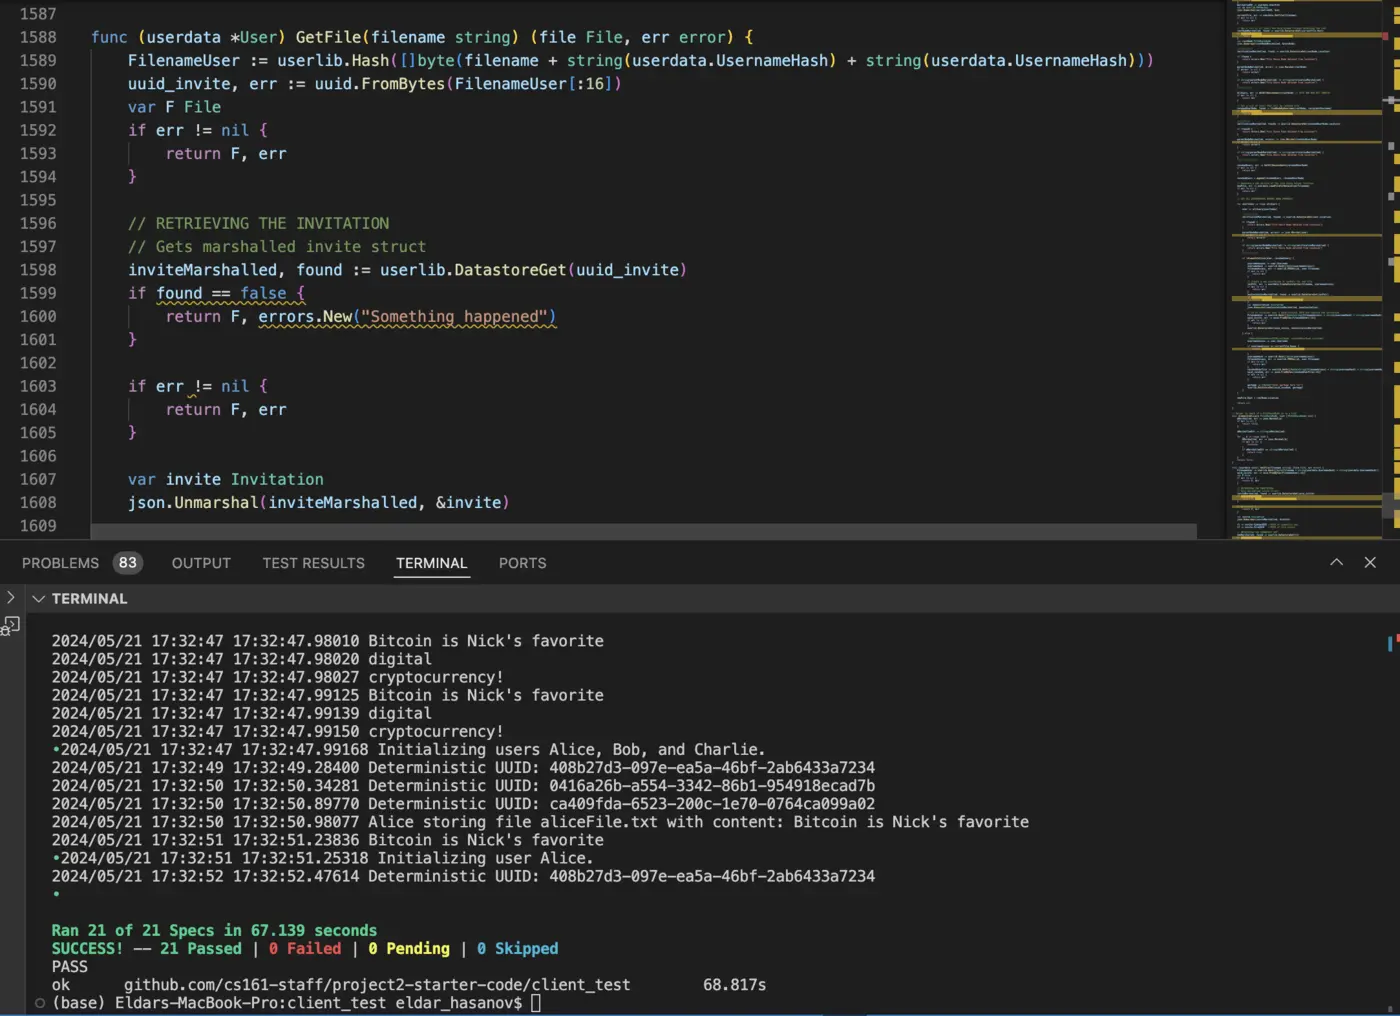 1587
1588 func (userdata *User) GetFile(filename string) (file File, err error) {
1589 FilenameUser := userlib.Hash([]byte(filename + string(userdata.UsernameHash) + string(userdata.UsernameHash)))
1590 uuid_invite, err := uuid.FromBytes(FilenameUser[:16])
1591 var F File
1592 if err != nil {
1593 return F, err
1594 }
1595
1596 // RETRIEVING THE INVITATION
1597 // Gets marshalled invite struct
1598 inviteMarshalled, found := userlib.DatastoreGet(uuid_invite)
1599 if found == false {
1600 return F, errors.New("Something happened")
1601 }
1602
1603 if err != nil {
1604 return F, err
1605 }
1606
1607 var invite Invitation
1608 json.Unmarshal(inviteMarshalled, &invite)
1609
PROBLEMS 83 OUTPUT TEST RESULTS TERMINAL PORTS
TERMINAL
2024/05/21 17:32:47 17:32:47.98010 Bitcoin is Nick's favorite
2024/05/21 17:32:47 17:32:47.98020 digital
2024/05/21 17:32:47 17:32:47.98027 cryptocurrency!
2024/05/21 17:32:47 17:32:47.99125 Bitcoin is Nick's favorite
2024/05/21 17:32:47 17:32:47.99139 digital
2024/05/21 17:32:47 17:32:47.99150 cryptocurrency!
•2024/05/21 17:32:47 17:32:47.99168 Initializing users Alice, Bob, and Charlie.
2024/05/21 17:32:49 17:32:49.28400 Deterministic UUID: 408b27d3-097e-ea5a-46bf-2ab6433a7234
2024/05/21 17:32:50 17:32:50.34281 Deterministic UUID: 0416a26b-a554-3342-86b1-954918ecad7b
2024/05/21 17:32:50 17:32:50.89770 Deterministic UUID: ca409fda-6523-200c-1e70-0764ca099a02
2024/05/21 17:32:50 17:32:50.98077 Alice storing file aliceFile.txt with content: Bitcoin is Nick's favorite
2024/05/21 17:32:51 17:32:51.23836 Bitcoin is Nick's favorite
•2024/05/21 17:32:51 17:32:51.25318 Initializing user Alice.
2024/05/21 17:32:52 17:32:52.47614 Deterministic UUID: 408b27d3-097e-ea5a-46bf-2ab6433a7234
•
Ran 21 of 21 Specs in 67.139 seconds
SUCCESS! -- 21 Passed | 0 Failed | 0 Pending | 0 Skipped
PASS
ok github.com/cs161-staff/project2-starter-code/client_test 68.817s
(base) Eldars-MacBook-Pro:client_test eldar_hasanov$